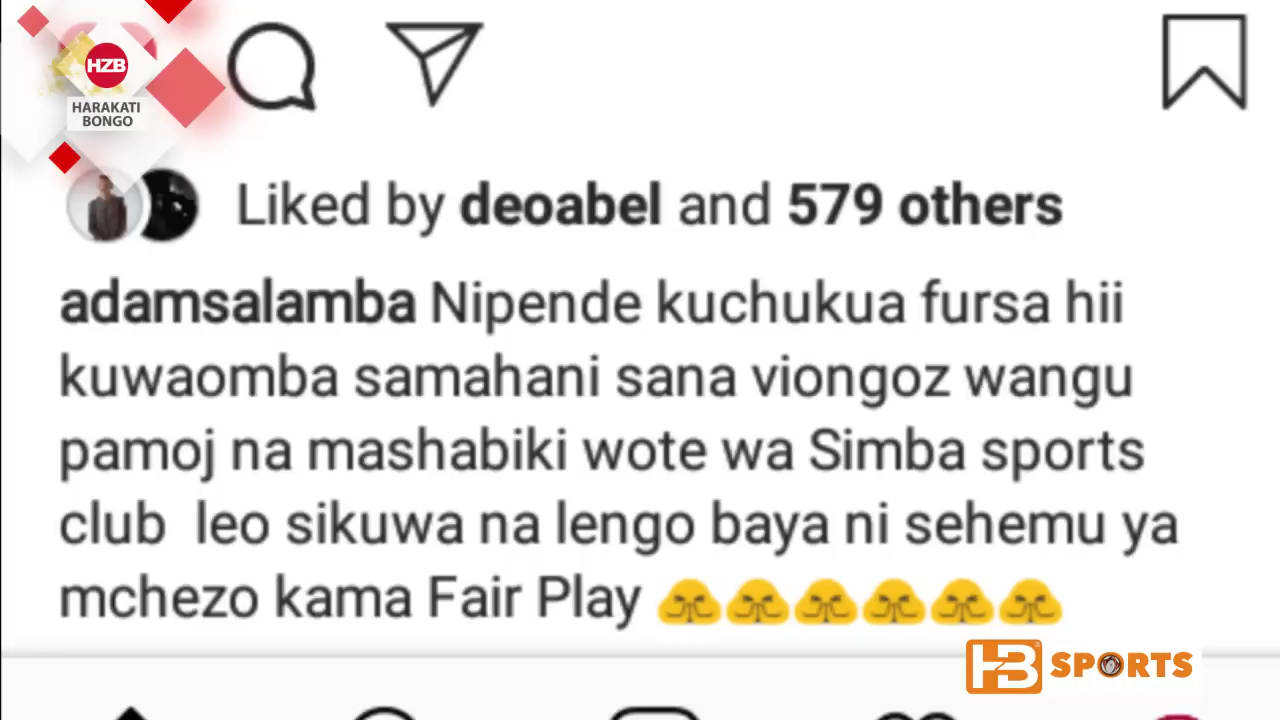 HZB
HARAKATI
BONGO
Liked by deoabel and 579 others
adamsalamba Nipende kuchukua fursa hii
kuwaomba samahani sana viongoz wangu
pamoj na mashabiki wote wa Simba sports
club leo sikuwa na lengo baya ni sehemu ya
mchezo kama Fair Play 🙇🙇🙇🙇🙇🙇
HB SPORTS